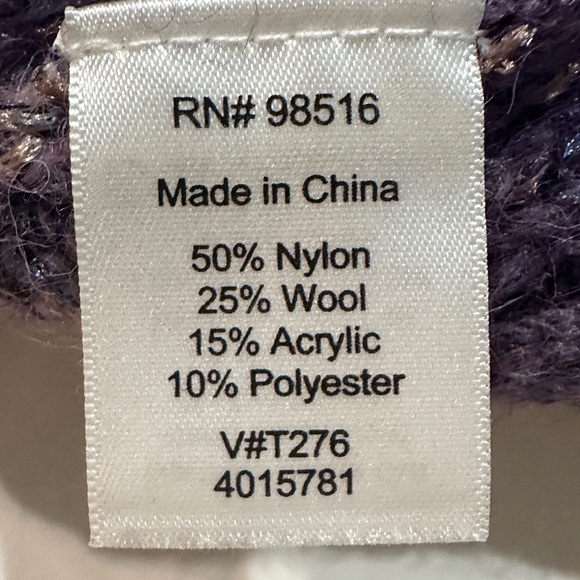 RN# 98516
Made in China
50% Nylon
25% Wool
15% Acrylic
10% Polyester
V#T276
4015781